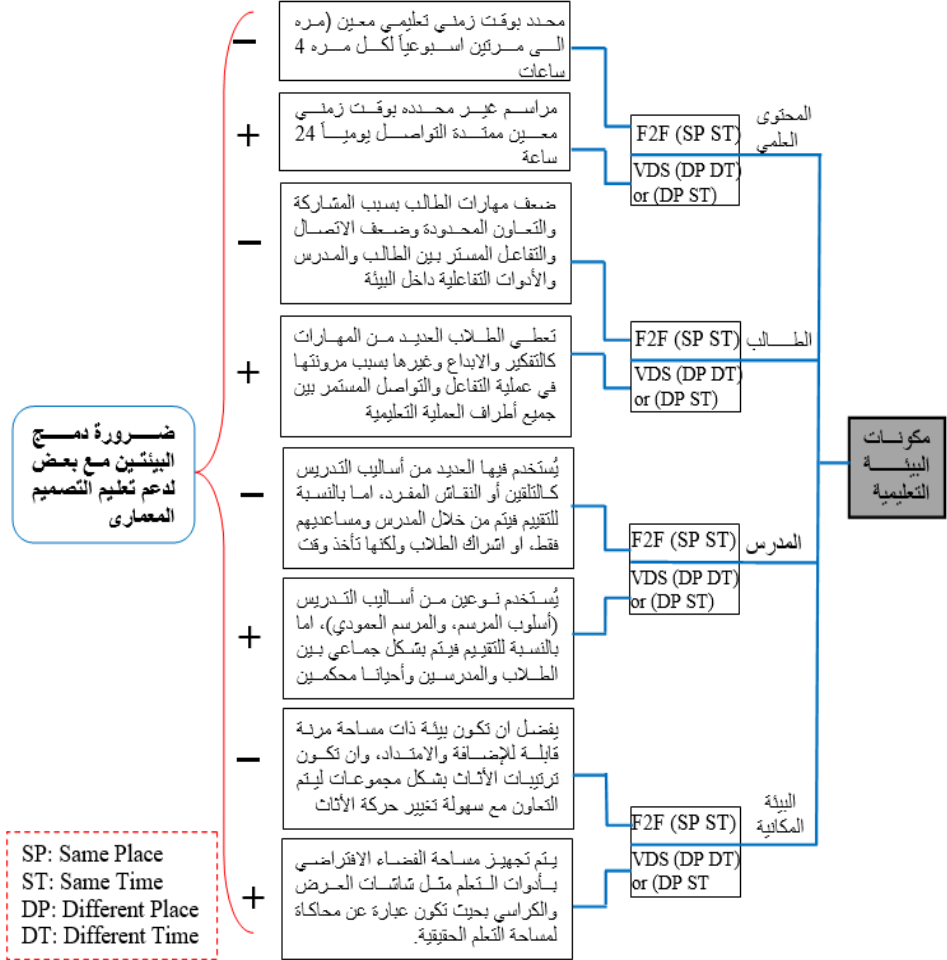 مكونات
البيئة
التعليمية
المحتوى
العلمي
F2F (SP ST)
VDS (DP DT)
or (DP ST)
محدد بوقت زمني تعليمي معين (مره
الى مرتين اسبوعياً لكل مره 4
ساعات
−
مراسم غير محدده بوقت زمني
معين ممتدة التواصل يومياً 24
ساعة
+
الطالب
F2F (SP ST)
VDS (DP DT)
or (DP ST)
ضعف مهارات الطالب بسبب المشاركة
والتعاون المحدودة وضعف الاتصال
والتفاعل المستر بين الطالب والمدرس
والأدوات التفاعلية داخل البيئة
−
تعطي الطلاب العديد من المهارات
كالتفكير والابداع وغيرها بسبب مرونتها
في عملية التفاعل والتواصل المستمر بين
جميع أطراف العملية التعليمية
+
المدرس
F2F (SP ST)
VDS (DP DT)
or (DP ST)
يُستخدم فيها العديد من أساليب التدريس
كالتلقين أو النقاش المفرد، اما بالنسبة
للتقييم فيتم من خلال المدرس ومساعديهم
فقط، او اشراك الطلاب ولكنها تأخذ وقت
−
يُستخدم نوعين من أساليب التدريس
(أسلوب المرسم، والمرسم العمودي)، اما
بالنسبة للتقييم فيتم بشكل جماعي بين
الطلاب والمدرسين وأحيانا محكمين
+
البيئة
المكانية
F2F (SP ST)
VDS (DP DT)
or (DP ST
يفضل ان تكون بيئة ذات مساحة مرنة
قابلة للإضافة والامتداد، وان تكون
ترتيبات الأثاث بشكل مجموعات ليتم
التعاون مع سهولة تغيير حركة الأثاث
−
يتم تجهيز مساحة الفضاء الافتراضي
بأدوات التعلم مثل شاشات العرض
والكراسي بحيث تكون عبارة عن محاكاة
لمساحة التعلم الحقيقية.
+
ضرورة دمج
البيئتين مع بعض
لدعم تعليم التصميم
المعماري
SP: Same Place
ST: Same Time
DP: Different Place
DT: Different Time